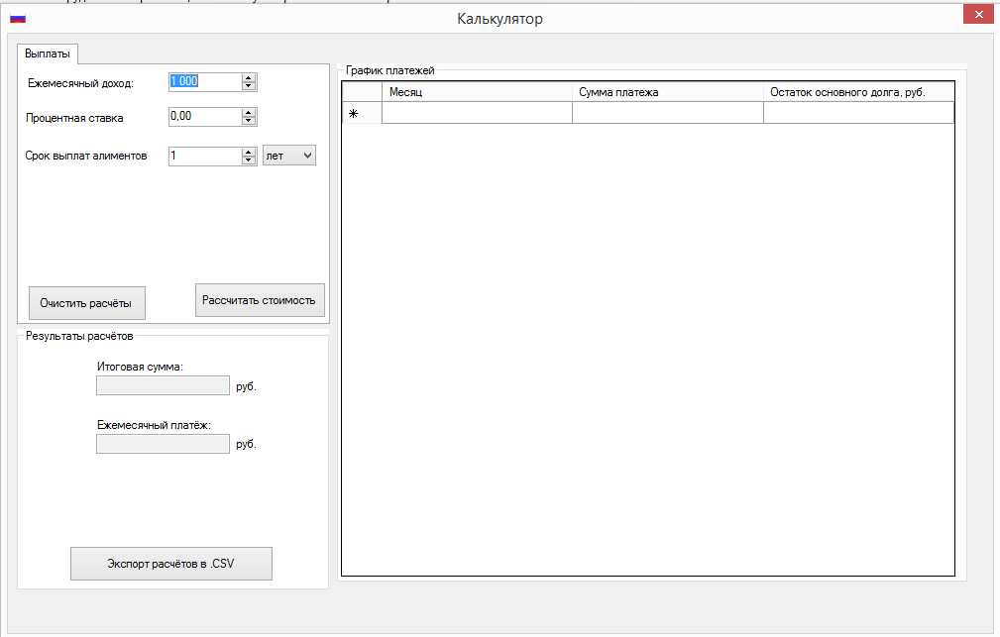 Калькулятор
Выплаты
Ежемесячный доход:
1 000
Процентная ставка
0,00
Срок выплат алиментов
1
лет
Очистить расчёты
Рассчитать стоимость
Результаты расчётов
Итоговая сумма:
руб.
Ежемесячный платёж:
руб.
Экспорт расчётов в .CSV
График платежей
Месяц
Сумма платежа
Остаток основного долга, руб.